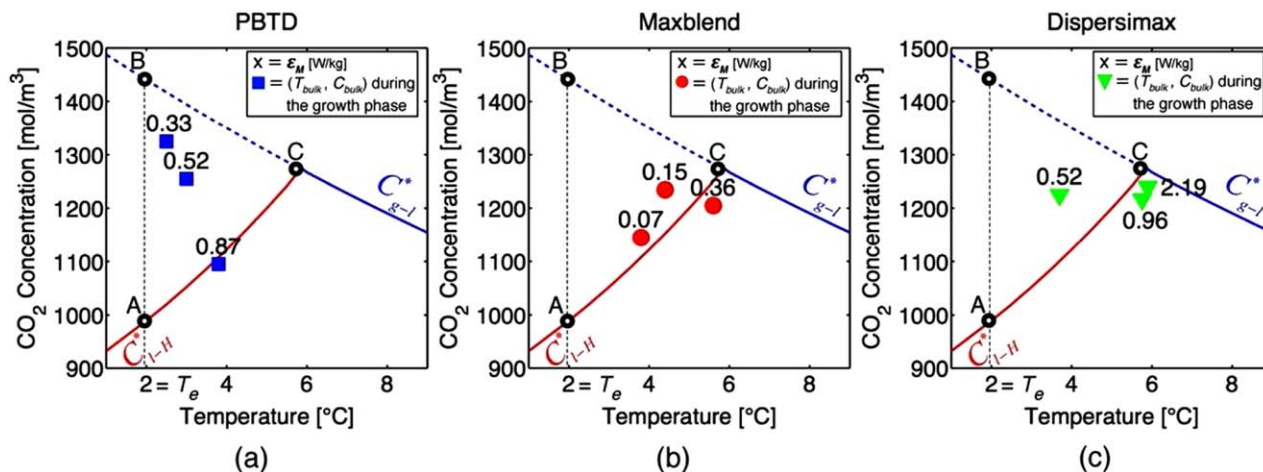 PBTD
1500
1400
1300
1200
1100
1000
900
CO2 Concentration [mol/m³]
B
x = εM [W/kg]
= (Tbulk, Cbulk) during
the growth phase
0.33
0.52
C
C*g-l
0.87
A
C*l-H
2 = Te
4
6
8
Temperature [°C]
(a)
Maxblend
1500
1400
1300
1200
1100
1000
900
CO2 Concentration [mol/m³]
B
x = εM [W/kg]
= (Tbulk, Cbulk) during
the growth phase
C
0.15
0.36
C*g-l
0.07
A
C*l-H
2 = Te
4
6
8
Temperature [°C]
(b)
Dispersimax
1500
1400
1300
1200
1100
1000
900
CO2 Concentration [mol/m³]
B
x = εM [W/kg]
= (Tbulk, Cbulk) during
the growth phase
C
0.52
2.19
C*g-l
0.96
A
C*l-H
2 = Te
4
6
8
Temperature [°C]
(c)